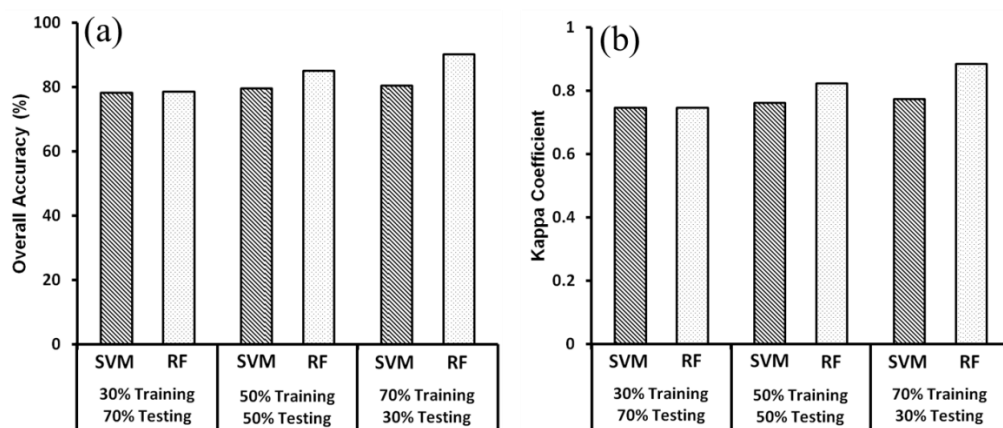 (a)
Overall Accuracy (%)
100
80
60
40
20
0
SVM RF SVM RF SVM RF
30% Training 50% Training 70% Training
70% Testing 50% Testing 30% Testing
(b)
Kappa Coefficient
1
0.8
0.6
0.4
0.2
0
SVM RF SVM RF SVM RF
30% Training 50% Training 70% Training
70% Testing 50% Testing 30% Testing